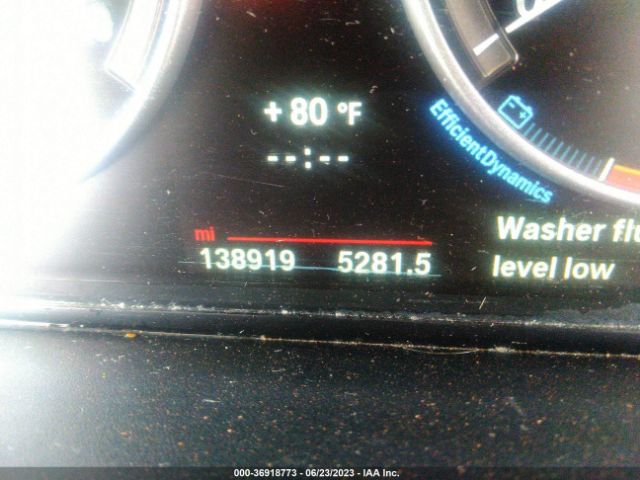 + 80 °F
--:--
EfficientDynamics
mi
138919 5281.5
Washer flu
level low
000-36918773 - 06/23/2023 - IAA Inc.